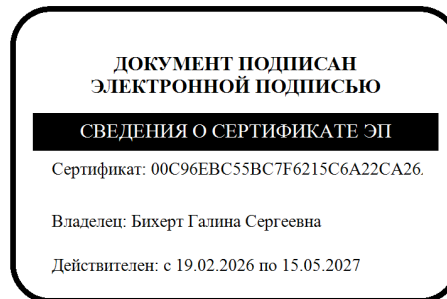 ДОКУМЕНТ ПОДПИСАН
ЭЛЕКТРОННОЙ ПОДПИСЬЮ
СВЕДЕНИЯ О СЕРТИФИКАТЕ ЭП
Сертификат: 00C96EBC55BC7F6215C6A22CA26.
Владелец: Бихерт Галина Сергеевна
Действителен: с 19.02.2026 по 15.05.2027